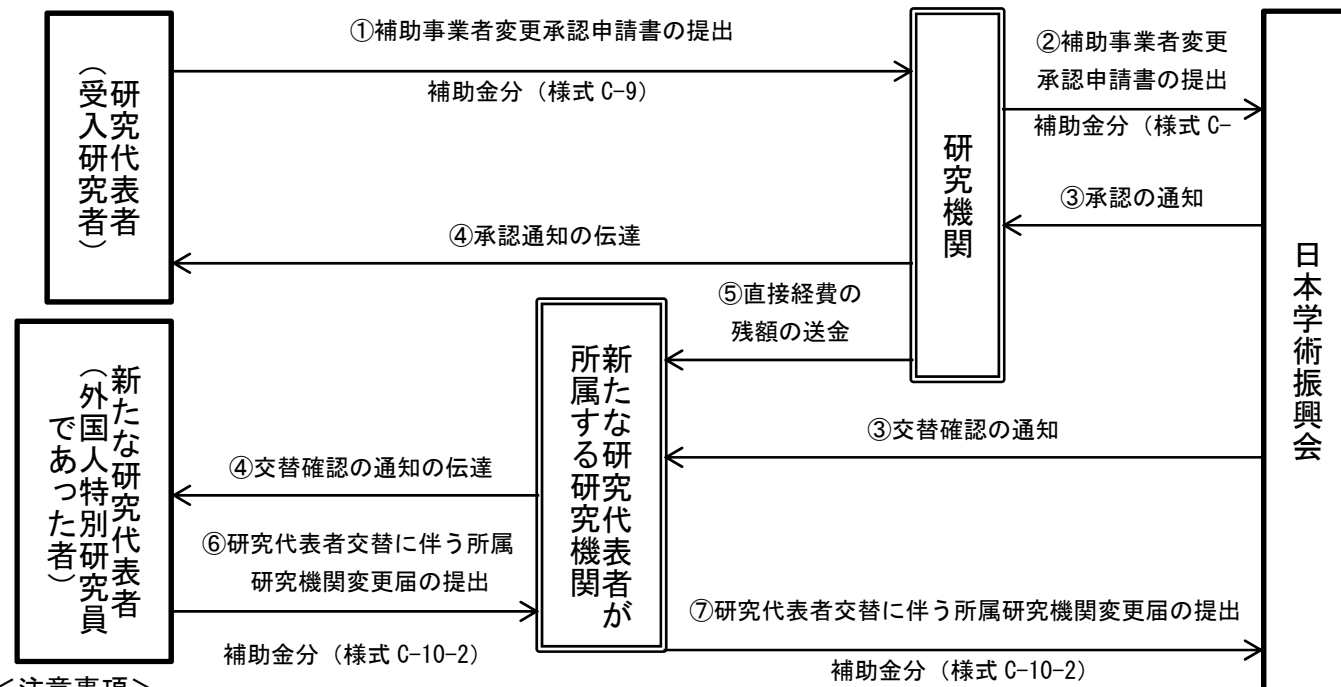 ①補助事業者変更承認申請書の提出
補助金分（様式 C-9）
②補助事業者変更
承認申請書の提出
補助金分（様式 C-
研究代表者
（受入研究者）
研究機関
③承認の通知
④承認通知の伝達
日本学術振興会
⑤直接経費の
残額の送金
新たな研究代表者が
所属する研究機関
新たな研究代表者
（外国人特別研究員
であった者）
③交替確認の通知
④交替確認の通知の伝達
⑥研究代表者交替に伴う所属
研究機関変更届の提出
補助金分（様式 C-10-2）
⑦研究代表者交替に伴う所属研究機関変更届の提出
補助金分（様式 C-10-2）
＜注意事項＞